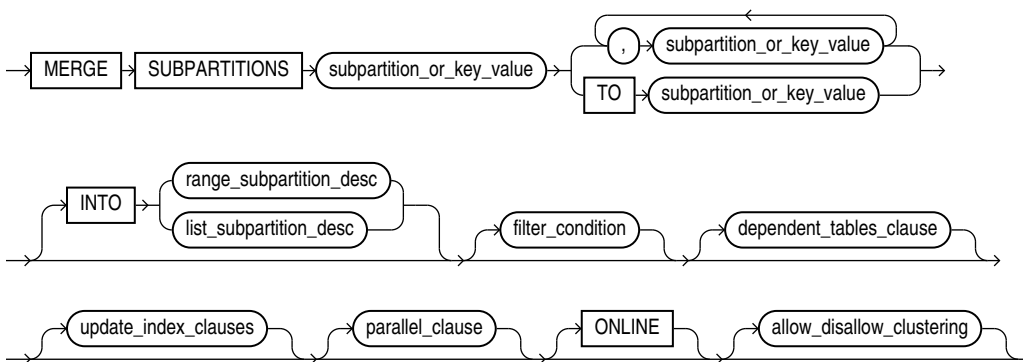 , subpartition_or_key_value
MERGE SUBPARTITIONS subpartition_or_key_value
TO subpartition_or_key_value
range_subpartition_desc
INTO
list_subpartition_desc filter_condition dependent_tables_clause
update_index_clauses parallel_clause ONLINE allow_disallow_clustering